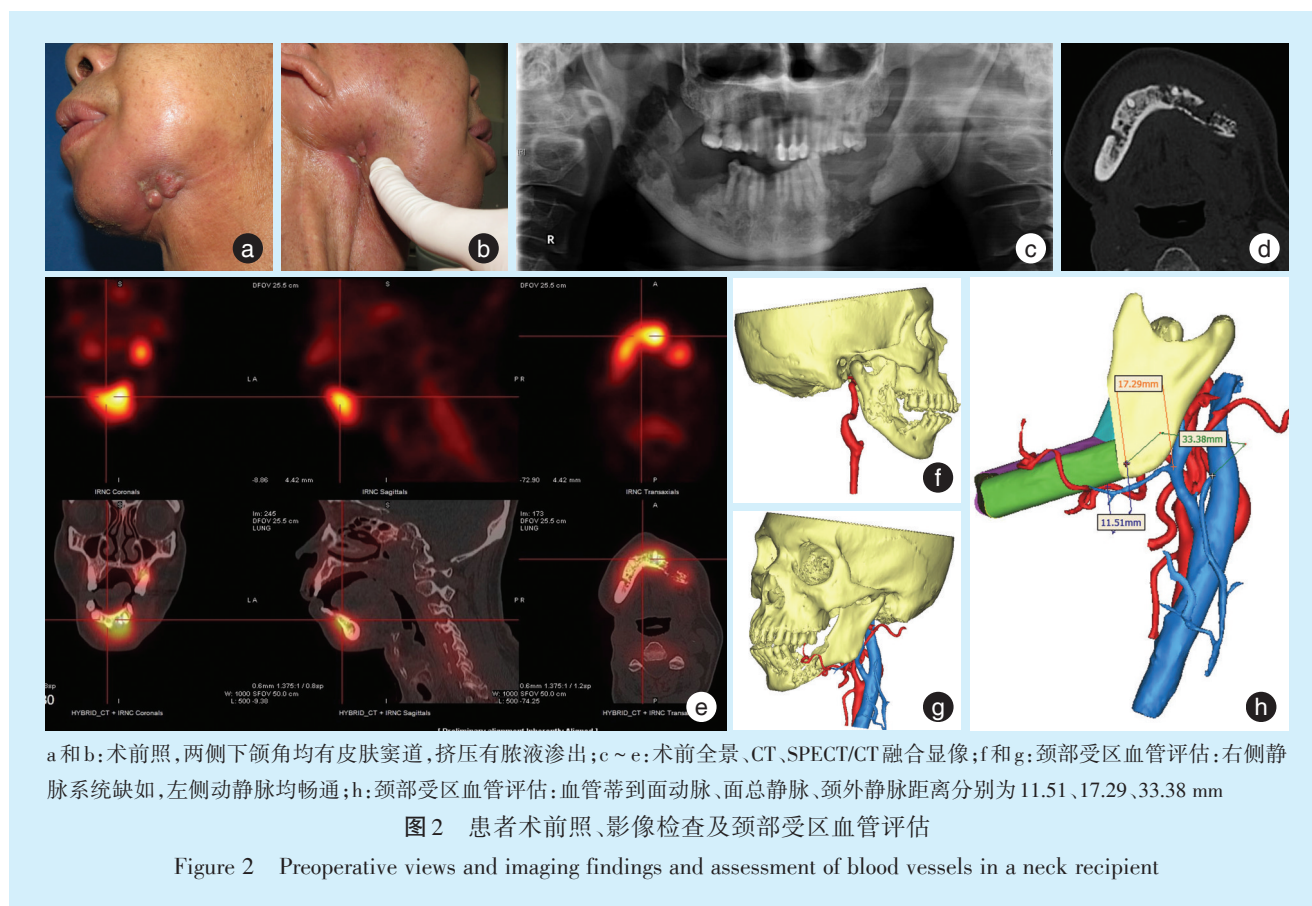 a
b
R
c
d
DFOV 25.5 cm
S
DFOV 25.5 cm
S
DFOV 25.5 cm
A
L A
P R
I
-8.86 4.42 mm
I
-72.90 4.42 mm
P
IRNC Coronals
IRNC Sagittals
IRNC Transaxials
Im: 245
DFOV 25.5 cm
LUNG
S
Im: 173
DFOV 25.5 cm
LUNG
A
L A
P R
0.6mm 1.375:1 / 0.8sp
W: 1000 SFOV 50.0 cm
L: 500 -9.30
I
0.6mm 1.375:1 / 1.2sp
W: 1000 SFOV 50.0 cm
L: 500 -74.25
P
HYBRID_CT + IRNC Coronals
HYBRID_CT + IRNC Sagittals
HYBRID_CT + IRNC Transa
e
f
g
17.29mm
33.38mm
11.51mm
h
a和b:术前照,两侧下颌角均有皮肤窦道,挤压有脓液渗出;c~e:术前全景、CT、SPECT/CT融合显像;f和g:颈部受区血管评估:右侧静
脉系统缺如,左侧动静脉均畅通;h:颈部受区血管评估:血管蒂到面动脉、面总静脉、颈外静脉距离分别为11.51、17.29、33.38 mm
图2 患者术前照、影像检查及颈部受区血管评估
Figure 2 Preoperative views and imaging findings and assessment of blood vessels in a neck recipient